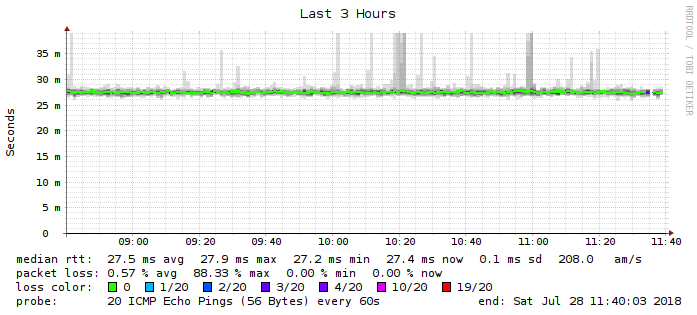 Last 3 Hours
RRDTOOL / TOBI OETIKER
Seconds
35 m
30 m
25 m
20 m
15 m
10 m
5 m
0
09:00 09:20 09:40 10:00 10:20 10:40 11:00 11:20 11:40
median rtt: 27.5 ms avg 27.9 ms max 27.2 ms min 27.4 ms now 0.1 ms sd 208.0 am/s
packet loss: 0.57 % avg 88.33 % max 0.00 % min 0.00 % now
loss color: 0 1/20 2/20 3/20 4/20 10/20 19/20
probe: 20 ICMP Echo Pings (56 Bytes) every 60s end: Sat Jul 28 11:40:03 2018